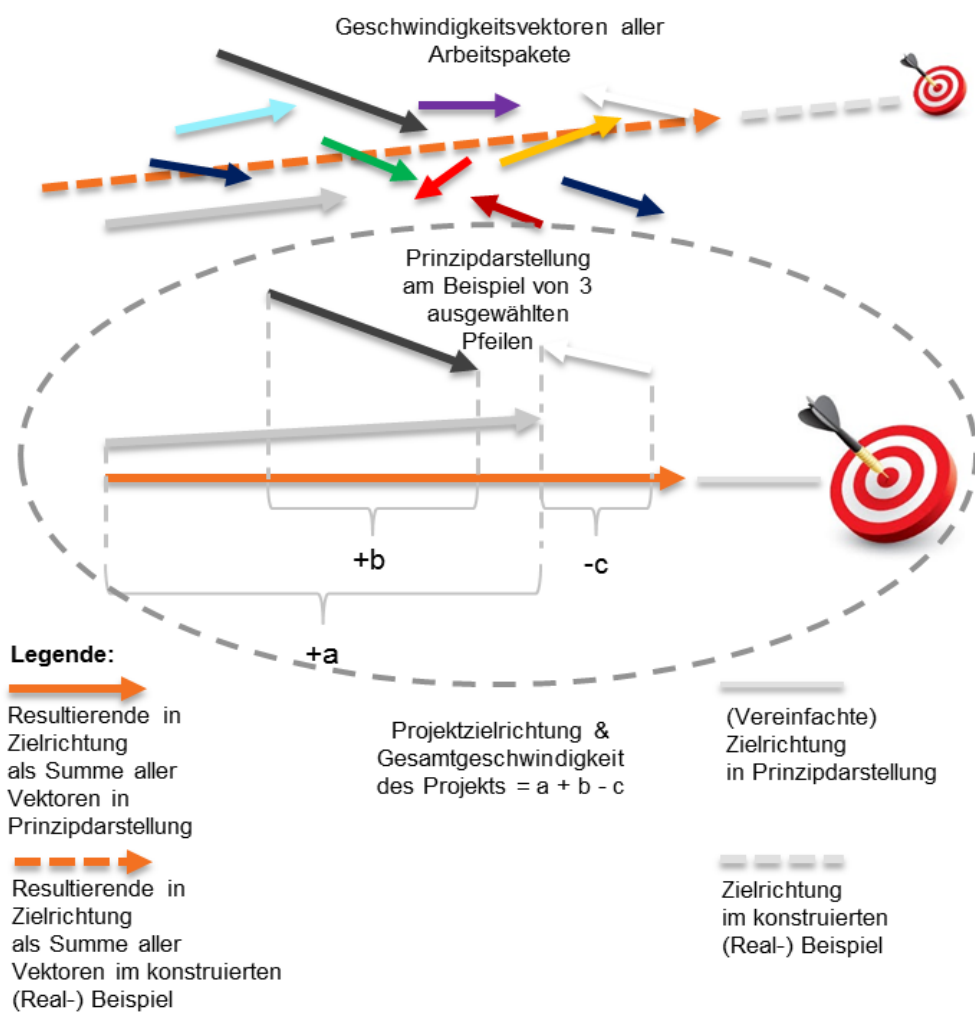 Geschwindigkeitsvektoren aller
Arbeitspakete
Prinzipdarstellung
am Beispiel von 3
ausgewählten
Pfeilen
+b
-c
+a
Legende:
Resultierende in
Zielrichtung
als Summe aller
Vektoren in
Prinzipdarstellung
Projektzielrichtung &
Gesamtgeschwindigkeit
des Projekts = a + b - c
(Vereinfachte)
Zielrichtung
in Prinzipdarstellung
Resultierende in
Zielrichtung
als Summe aller
Vektoren im konstruierten
(Real-) Beispiel
Zielrichtung
im konstruierten
(Real-) Beispiel